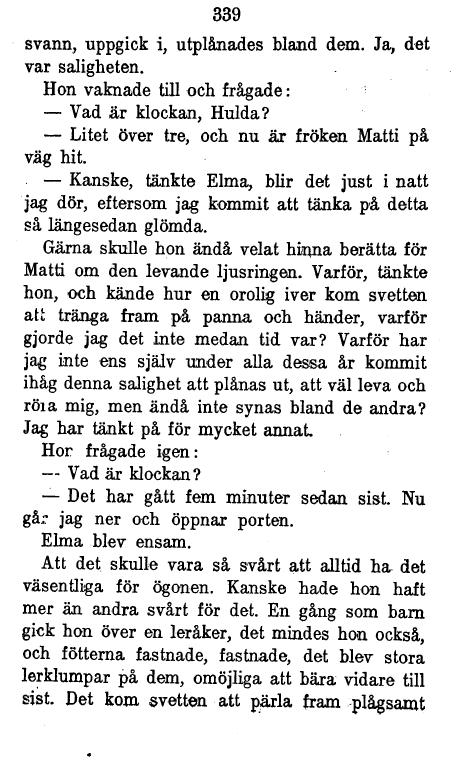 339
svann, uppgick i, utplånades bland dem. Ja, det
var saligheten.
Hon vaknade till och frågade:
— Vad är klockan, Hulda?
— Litet över tre, och nu är fröken Matti på
väg hit.
— Kanske, tänkte Elma, blir det just i natt
jag dör, eftersom jag kommit att tänka på detta
så längesedan glömda.
Gärna skulle hon ändå velat hinna berätta för
Matti om den levande ljusringen. Varför, tänkte
hon, och kände hur en orolig iver kom svetten
att tränga fram på panna och händer, varför
gjorde jag det inte medan tid var? Varför har
jag inte ens själv under alla dessa år kommit
ihåg denna salighet att plånas ut, att väl leva och
röra mig, men ändå inte synas bland de andra?
Jag har tänkt på för mycket annat.
Hon frågade igen:
— Vad är klockan?
— Det har gått fem minuter sedan sist. Nu
går jag ner och öppnar porten.
Elma blev ensam.
Att det skulle vara så svårt att alltid ha det
väsentliga för ögonen. Kanske hade hon haft
mer än andra svårt för det. En gång som barn
gick hon över en leråker, det mindes hon också,
och fötterna fastnade, fastnade, det blev stora
lerklumpar på dem, omöjliga att bära vidare till
sist. Det kom svetten att pärla fram plågsamt